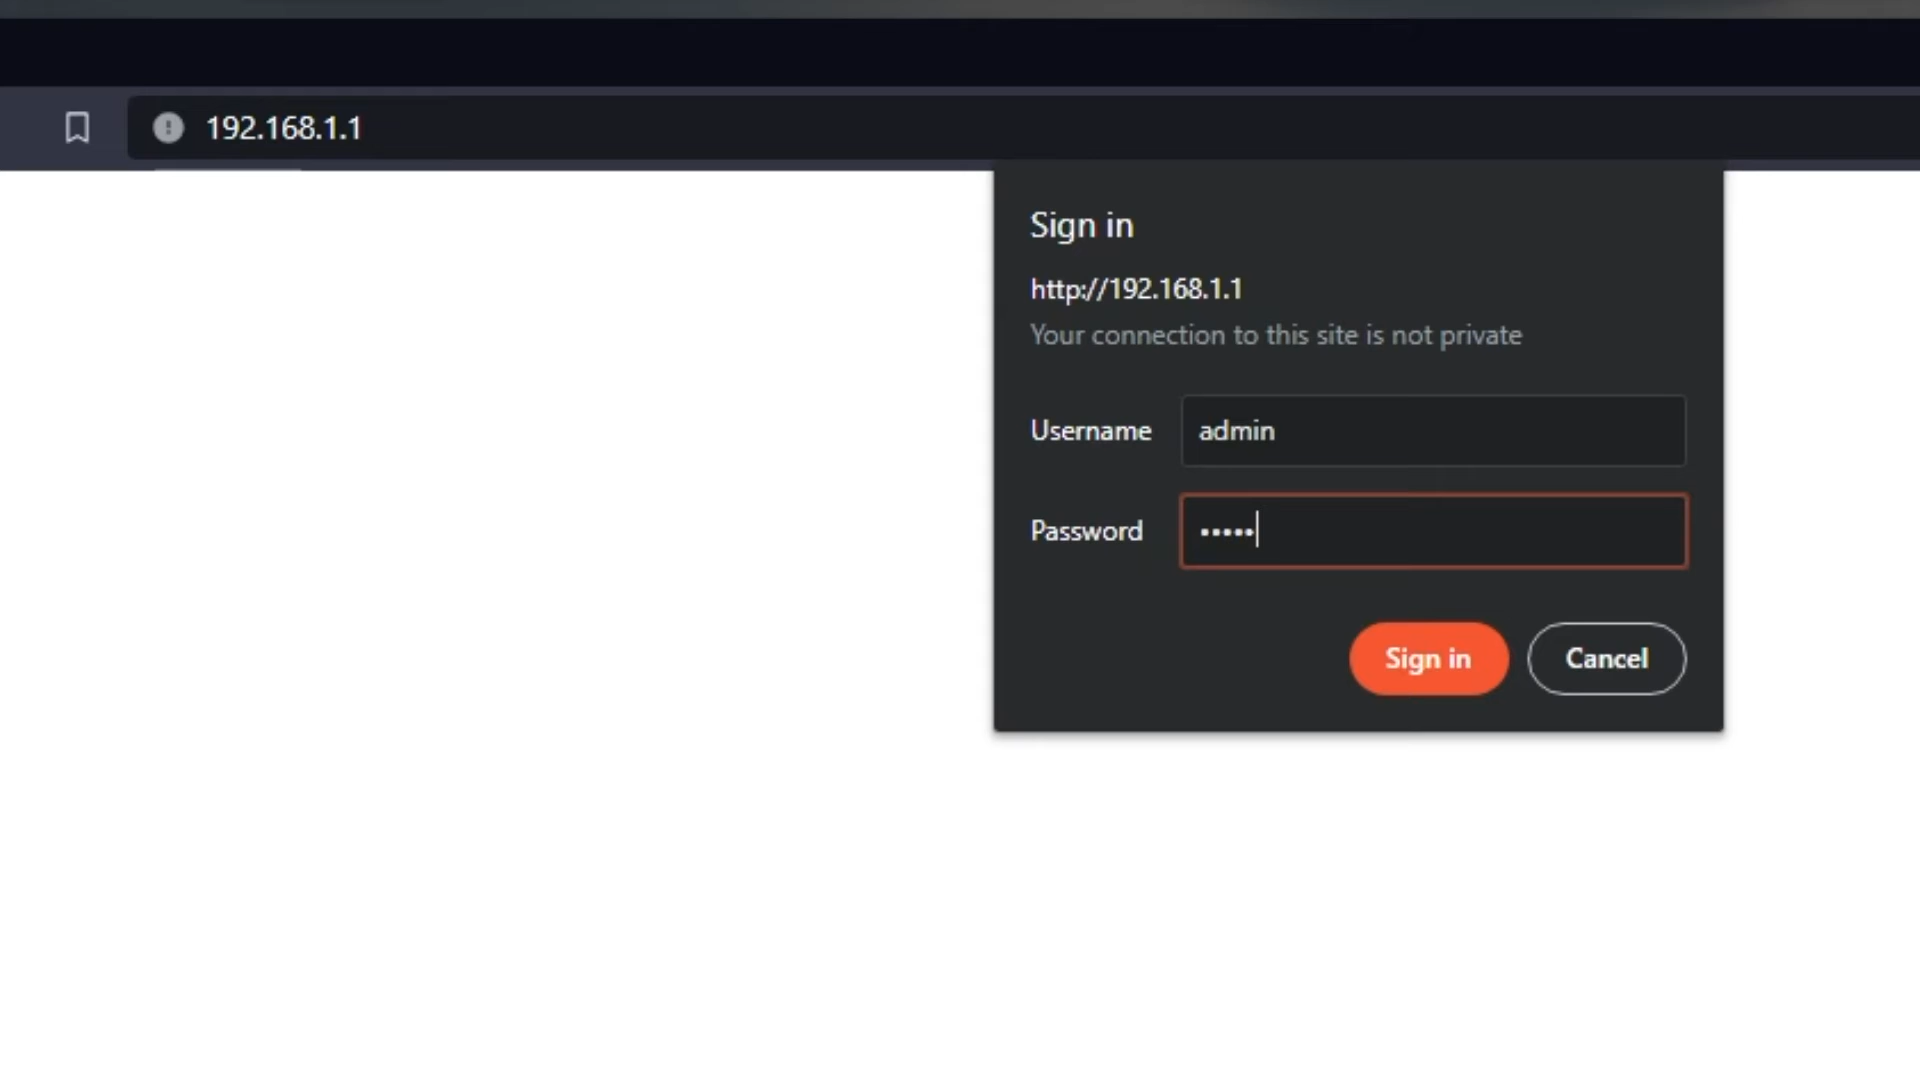 192.168.1.1
Sign in
http://192.168.1.1
Your connection to this site is not private
Username admin
Password •••••
Sign in Cancel